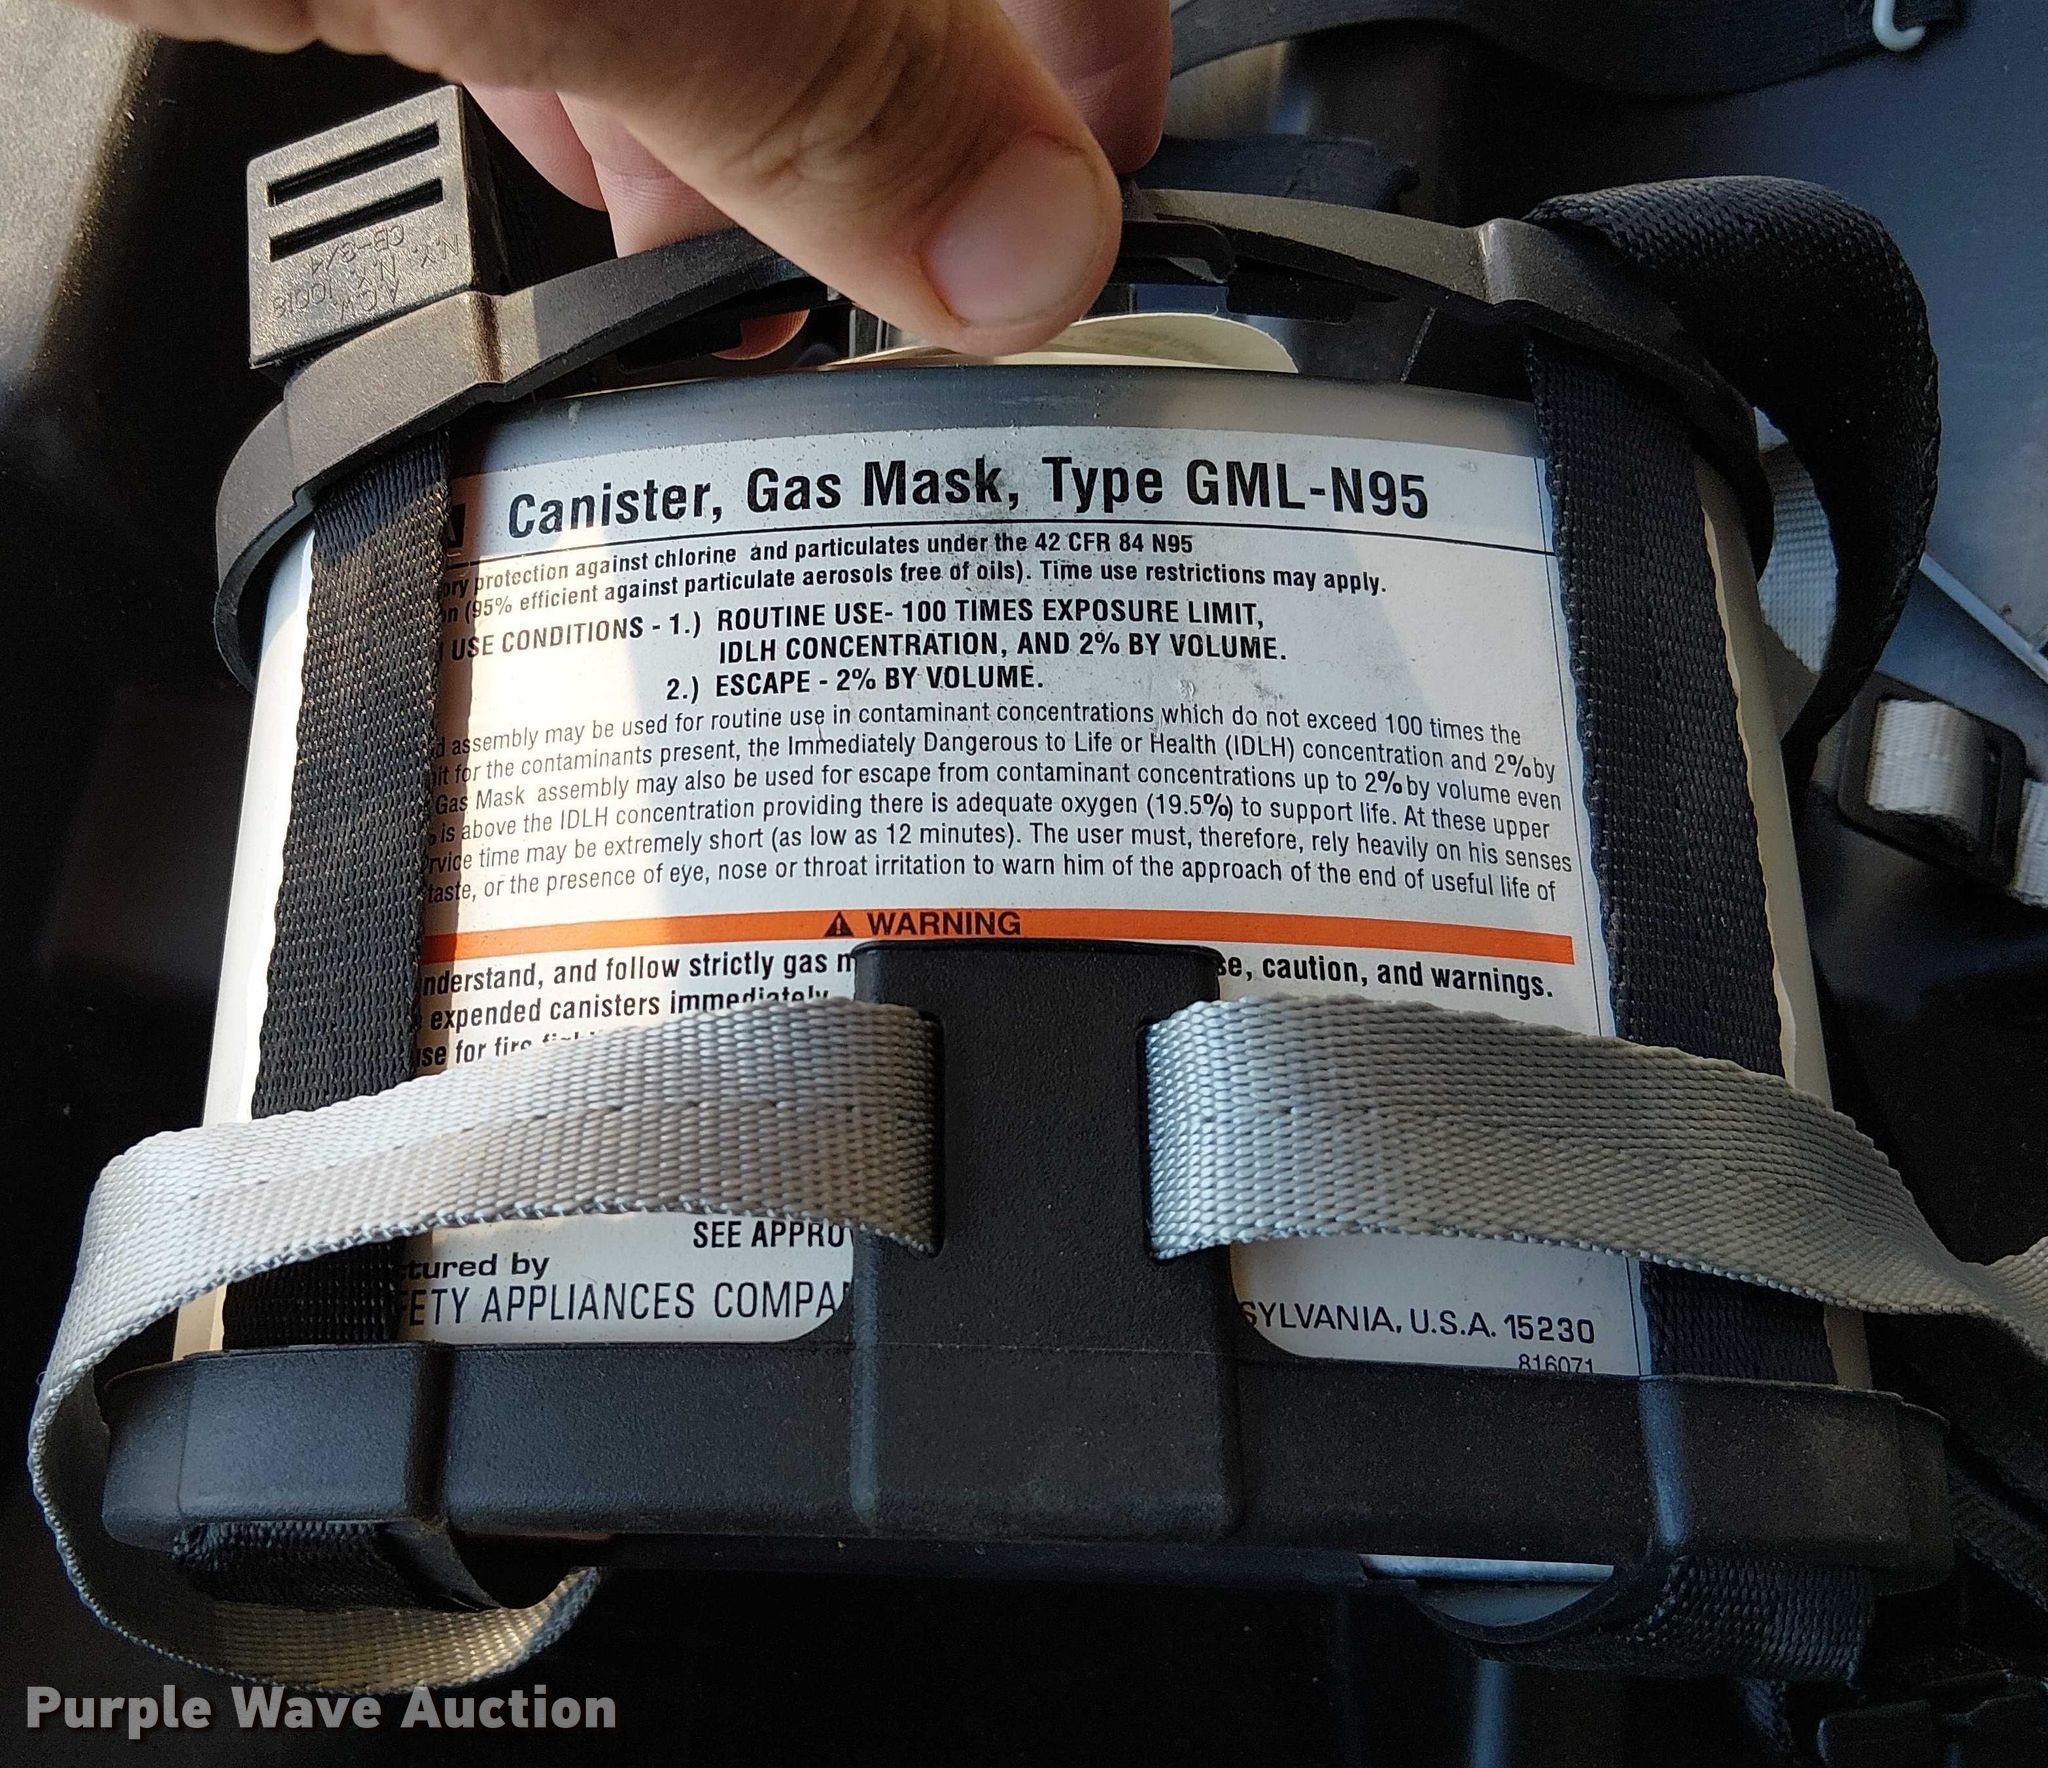 Canister, Gas Mask, Type GML-N95
ory protection against chlorine and particulates under the 42 CFR 84 N95
n (95% efficient against particulate aerosols free of oils). Time use restrictions may apply.
USE CONDITIONS - 1.) ROUTINE USE- 100 TIMES EXPOSURE LIMIT,
IDLH CONCENTRATION, AND 2% BY VOLUME.
2.) ESCAPE - 2% BY VOLUME.
d assembly may be used for routine use in contaminant concentrations which do not exceed 100 times the
it for the contaminants present, the Immediately Dangerous to Life or Health (IDLH) concentration and 2% by
Gas Mask assembly may also be used for escape from contaminant concentrations up to 2% by volume even
is above the IDLH concentration providing there is adequate oxygen (19.5%) to support life. At these upper
rvice time may be extremely short (as low as 12 minutes). The user must, therefore, rely heavily on his senses
taste, or the presence of eye, nose or throat irritation to warn him of the approach of the end of useful life of
WARNING
nderstand, and follow strictly gas m se, caution, and warnings.
expended canisters immediately
se for fire
SEE APPRO
tured by
FETY APPLIANCES COMPA SYLVANIA, U.S.A. 15230
816071
A.C.W.
N.Y. 10018
CB-3/4
Purple Wave Auction